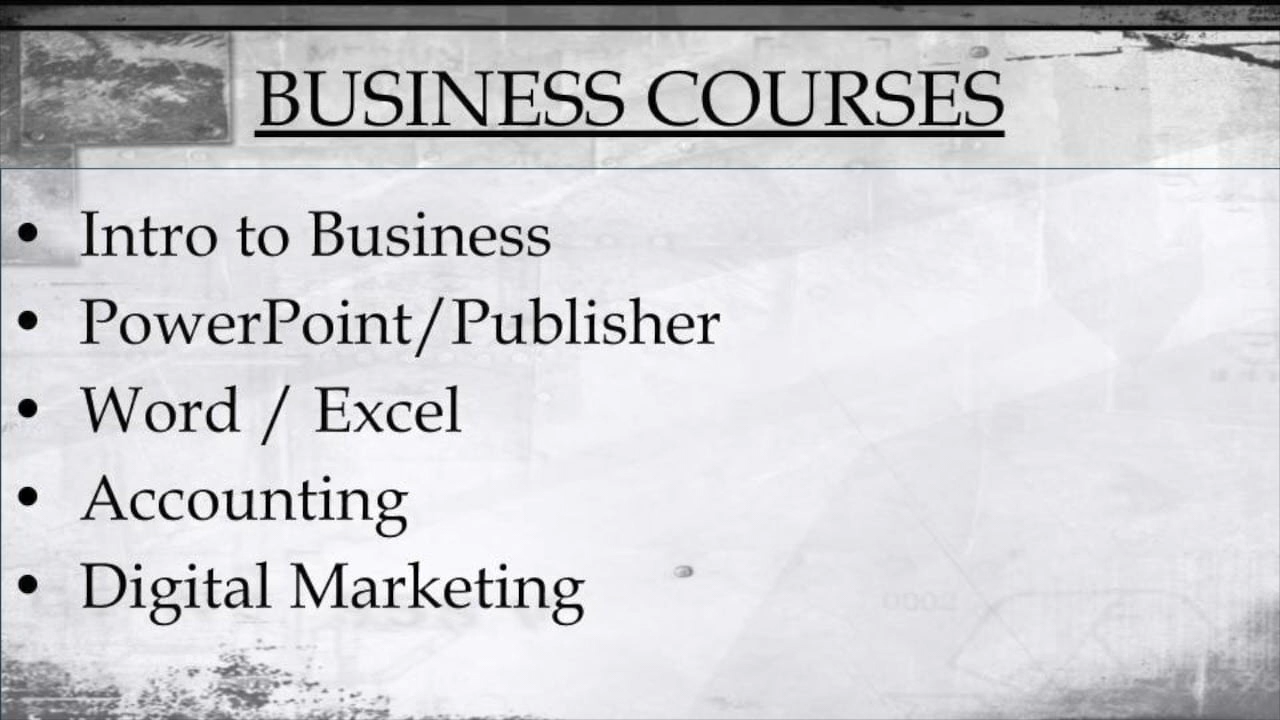 BUSINESS COURSES
• Intro to Business
• PowerPoint/Publisher
• Word / Excel
• Accounting
• Digital Marketing